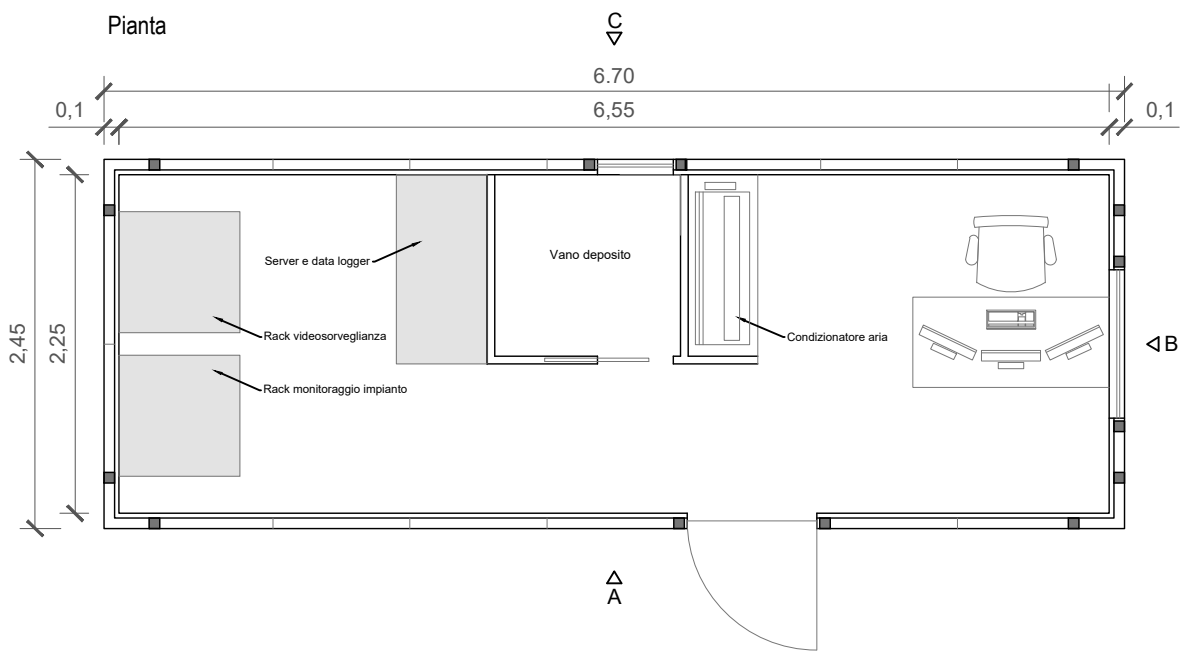 Pianta
C
6.70
0,1
6,55
0,1
Server e data logger
Vano deposito
Rack videosorveglianza
Condizionatore aria
2,45
2,25
B
Rack monitoraggio impianto
A